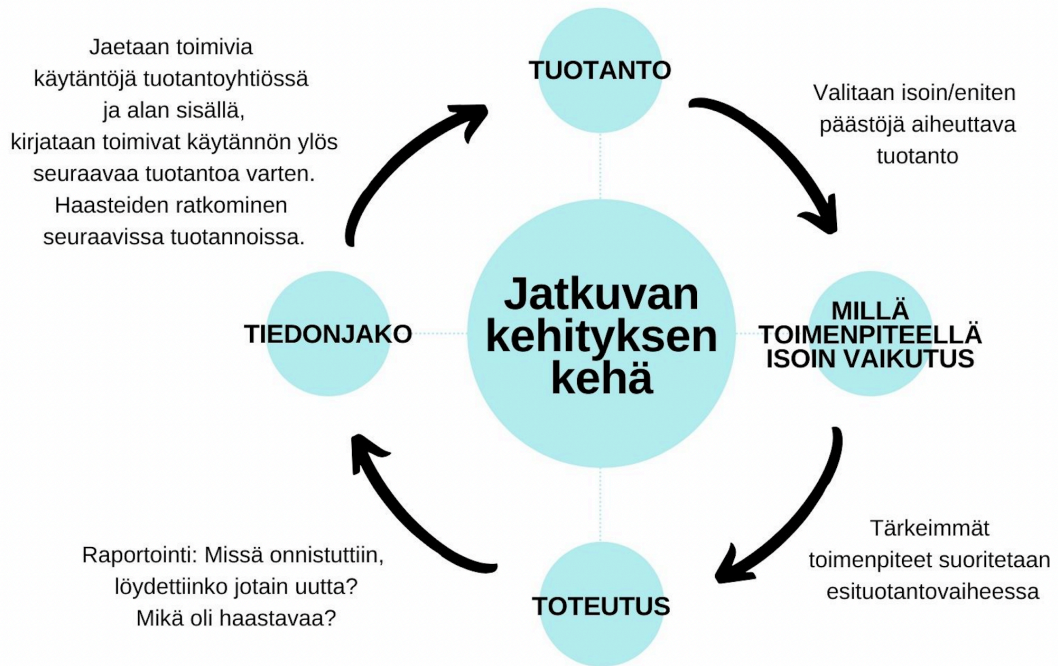 Jaetaan toimivia
käytäntöjä tuotantoyhtiössä
ja alan sisällä,
kirjataan toimivat käytännön ylös
seuraavaa tuotantoa varten.
Haasteiden ratkominen
seuraavissa tuotannoissa.
TUOTANTO
Valitaan isoin/eniten
päästöjä aiheuttava
tuotanto
TIEDONJAKO
Jatkuvan
kehityksen
kehä
MILLÄ
TOIMENPITEELLÄ
ISOIN VAIKUTUS
Raportointi: Missä onnistuttiin,
löydettiinko jotain uutta?
Mikä oli haastavaa?
TOTEUTUS
Tärkeimmät
toimenpiteet suoritetaan
esituotantovaiheessa